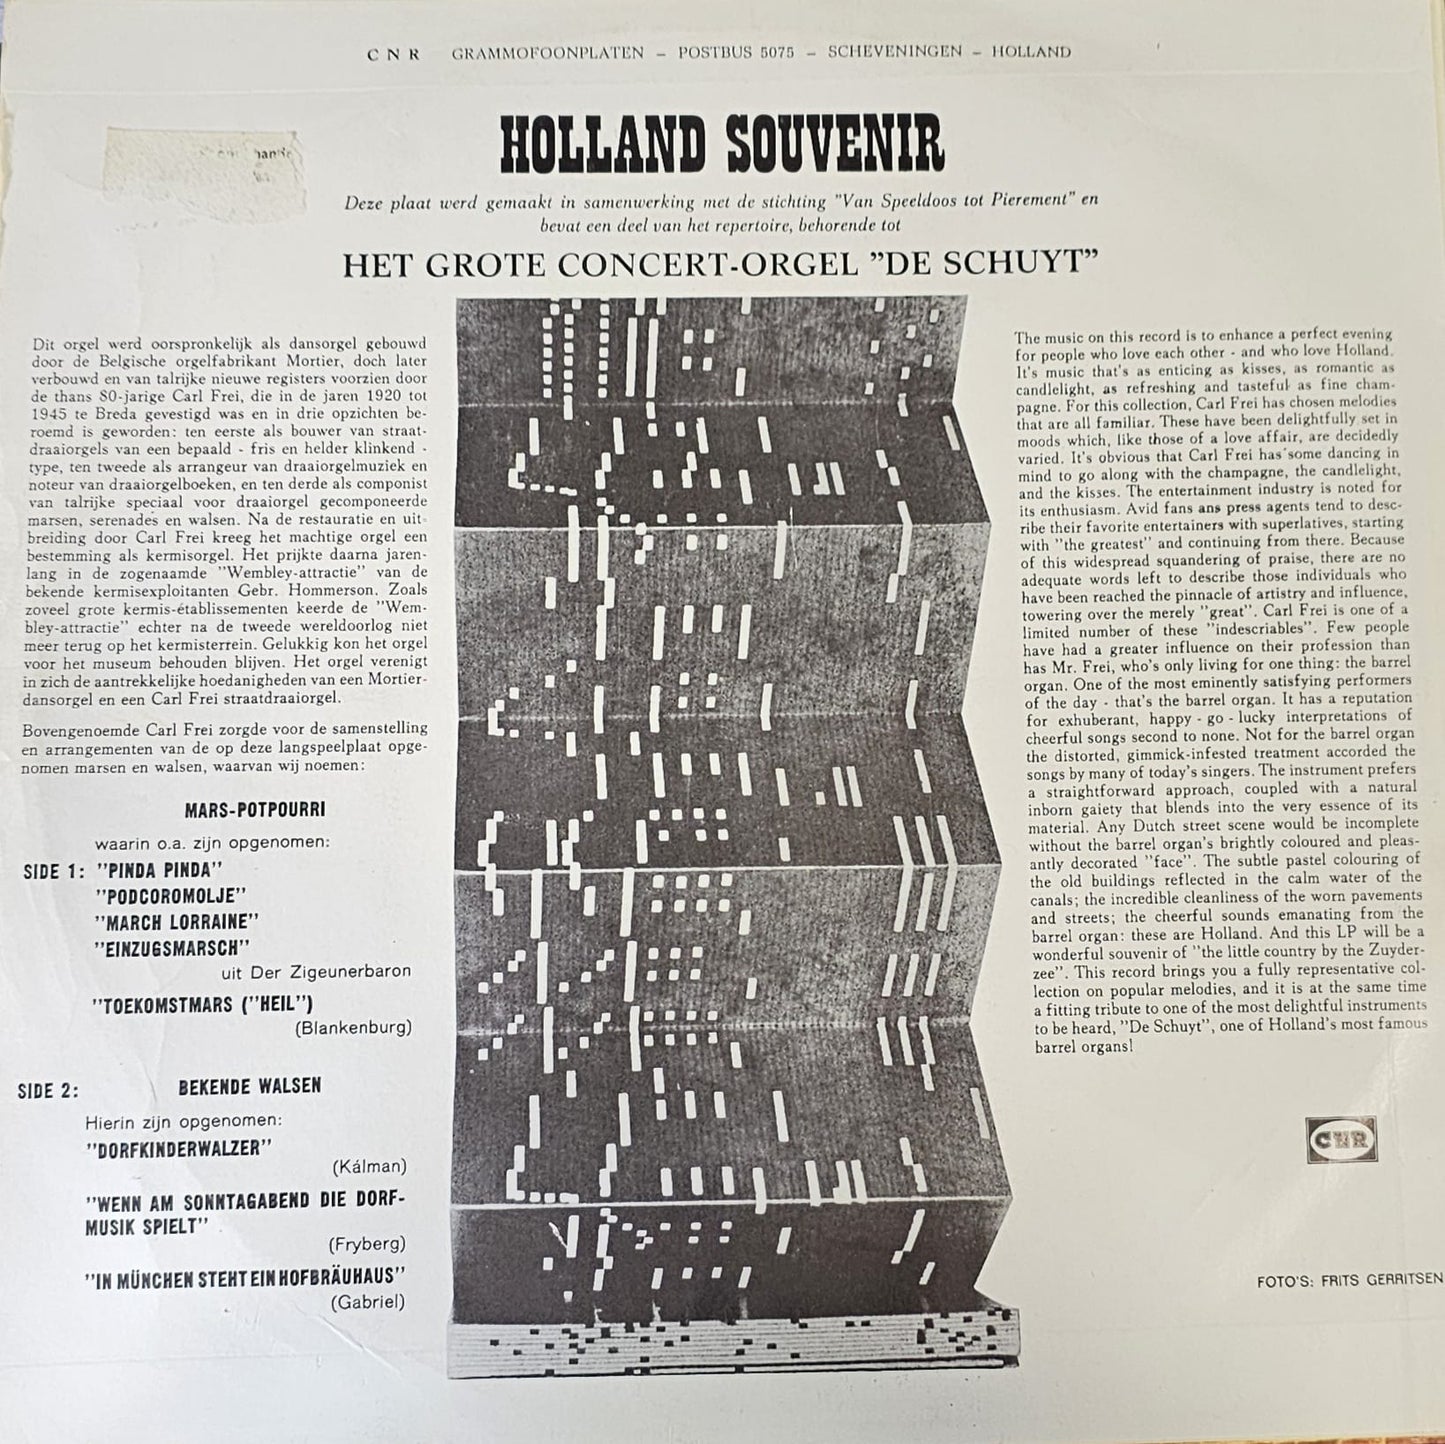 C N R GRAMMOFOONPLATEN – POSTBUS 5075 – SCHEVENINGEN – HOLLAND
HOLLAND SOUVENIR
Deze plaat werd gemaakt in samenwerking met de stichting "Van Speeldoos tot Pierement" en
bevat een deel van het repertoire, behorende tot
HET GROTE CONCERT-ORGEL ”DE SCHUYT”
Dit orgel werd oorspronkelijk als dansorgel gebouwd
door de Belgische orgelfabrikant Mortier, doch later
verbouwd en van talrijke nieuwe registers voorzien door
de thans 80-jarige Carl Frei, die in de jaren 1920 tot
1945 te Breda gevestigd was en in drie opzichten be-
roemd is geworden: ten eerste als bouwer van straat-
draaiorgels van een bepaald - fris en helder klinkend -
type, ten tweede als arrangeur van draaiorgelmuziek en
noteur van draaiorgelboeken, en ten derde als componist
van talrijke speciaal voor draaiorgel gecomponeerde
marsen, serenades en walsen. Na de restauratie en uit-
breiding door Carl Frei kreeg het machtige orgel een
bestemming als kermisorgel. Het prijkte daarna jaren-
lang in de zogenaamde ”Wembley-attractie” van de
bekende kermisexploitanten Gebr. Hommerson. Zoals
zoveel grote kermis-établissementen keerde de ”Wem-
bley-attractie” echter na de tweede wereldoorlog niet
meer terug op het kermisterrein. Gelukkig kon het orgel
voor het museum behouden blijven. Het orgel verenigt
in zich de aantrekkelijke hoedanigheden van een Mortier-
dansorgel en een Carl Frei straatdraaiorgel.
Bovengenoemde Carl Frei zorgde voor de samenstelling
en arrangementen van de op deze langspeelplaat opge-
nomen marsen en walsen, waarvan wij noemen:
MARS-POTPOURRI
waarin o.a. zijn opgenomen:
SIDE 1: ”PINDA PINDA”
”PODCOROMOLJE”
”MARCH LORRAINE”
”EINZUGSMARSCH”
uit Der Zigeunerbaron
”TOEKOMSTMARS (”HEIL”)
(Blankenburg)
SIDE 2: BEKENDE WALSEN
Hierin zijn opgenomen:
”DORFKINDERWALZER”
(Kálman)
”WENN AM SONNTAGABEND DIE DORF-
MUSIK SPIELT”
(Fryberg)
”IN MÜNCHEN STEHT EIN HOFBRÄUHAUS”
(Gabriel)
The music on this record is to enhance a perfect evening
for people who love each other - and who love Holland.
It's music that's as enticing as kisses, as romantic as
candlelight, as refreshing and tasteful as fine cham-
pagne. For this collection, Carl Frei has chosen melodies
that are all familiar. These have been delightfully set in
moods which, like those of a love affair, are decidedly
varied. It's obvious that Carl Frei has some dancing in
mind to go along with the champagne, the candlelight,
and the kisses. The entertainment industry is noted for
its enthusiasm. Avid fans ans press agents tend to desc-
ribe their favorite entertainers with superlatives, starting
with ”the greatest” and continuing from there. Because
of this widespread squandering of praise, there are no
adequate words left to describe those individuals who
have been reached the pinnacle of artistry and influence,
towering over the merely ”great”. Carl Frei is one of a
limited number of these ”indescriables”. Few people
have had a greater influence on their profession than
has Mr. Frei, who's only living for one thing: the barrel
organ. One of the most eminently satisfying performers
of the day - that's the barrel organ. It has a reputation
for exhuberant, happy - go - lucky interpretations of
cheerful songs second to none. Not for the barrel organ
the distorted, gimmick-infested treatment accorded the
songs by many of today's singers. The instrument prefers
a straightforward approach, coupled with a natural
inborn gaiety that blends into the very essence of its
material. Any Dutch street scene would be incomplete
without the barrel organ's brightly coloured and pleas-
antly decorated ”face”. The subtle pastel colouring of
the old buildings reflected in the calm water of the
canals; the incredible cleanliness of the worn pavements
and streets; the cheerful sounds emanating from the
barrel organ: these are Holland. And this LP will be a
wonderful souvenir of ”the little country by the Zuyder-
zee”. This record brings you a fully representative col-
lection on popular melodies, and it is at the same time
a fitting tribute to one of the most delightful instruments
to be heard, ”De Schuyt”, one of Holland's most famous
barrel organs!
CNR
FOTO'S: FRITS GERRITSEN